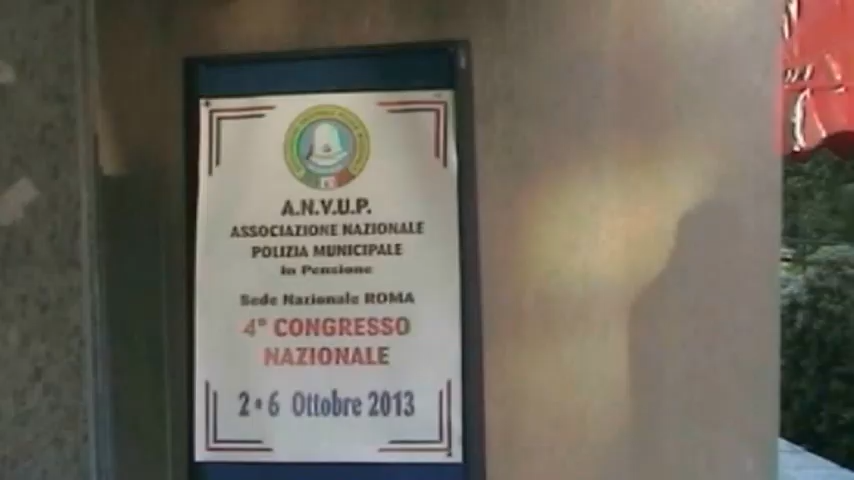 A.N.V.U.P.
ASSOCIAZIONE NAZIONALE
POLIZIA MUNICIPALE
in Pensione
Sede Nazionale ROMA
4° CONGRESSO
NAZIONALE
2 • 6 Ottobre 2013